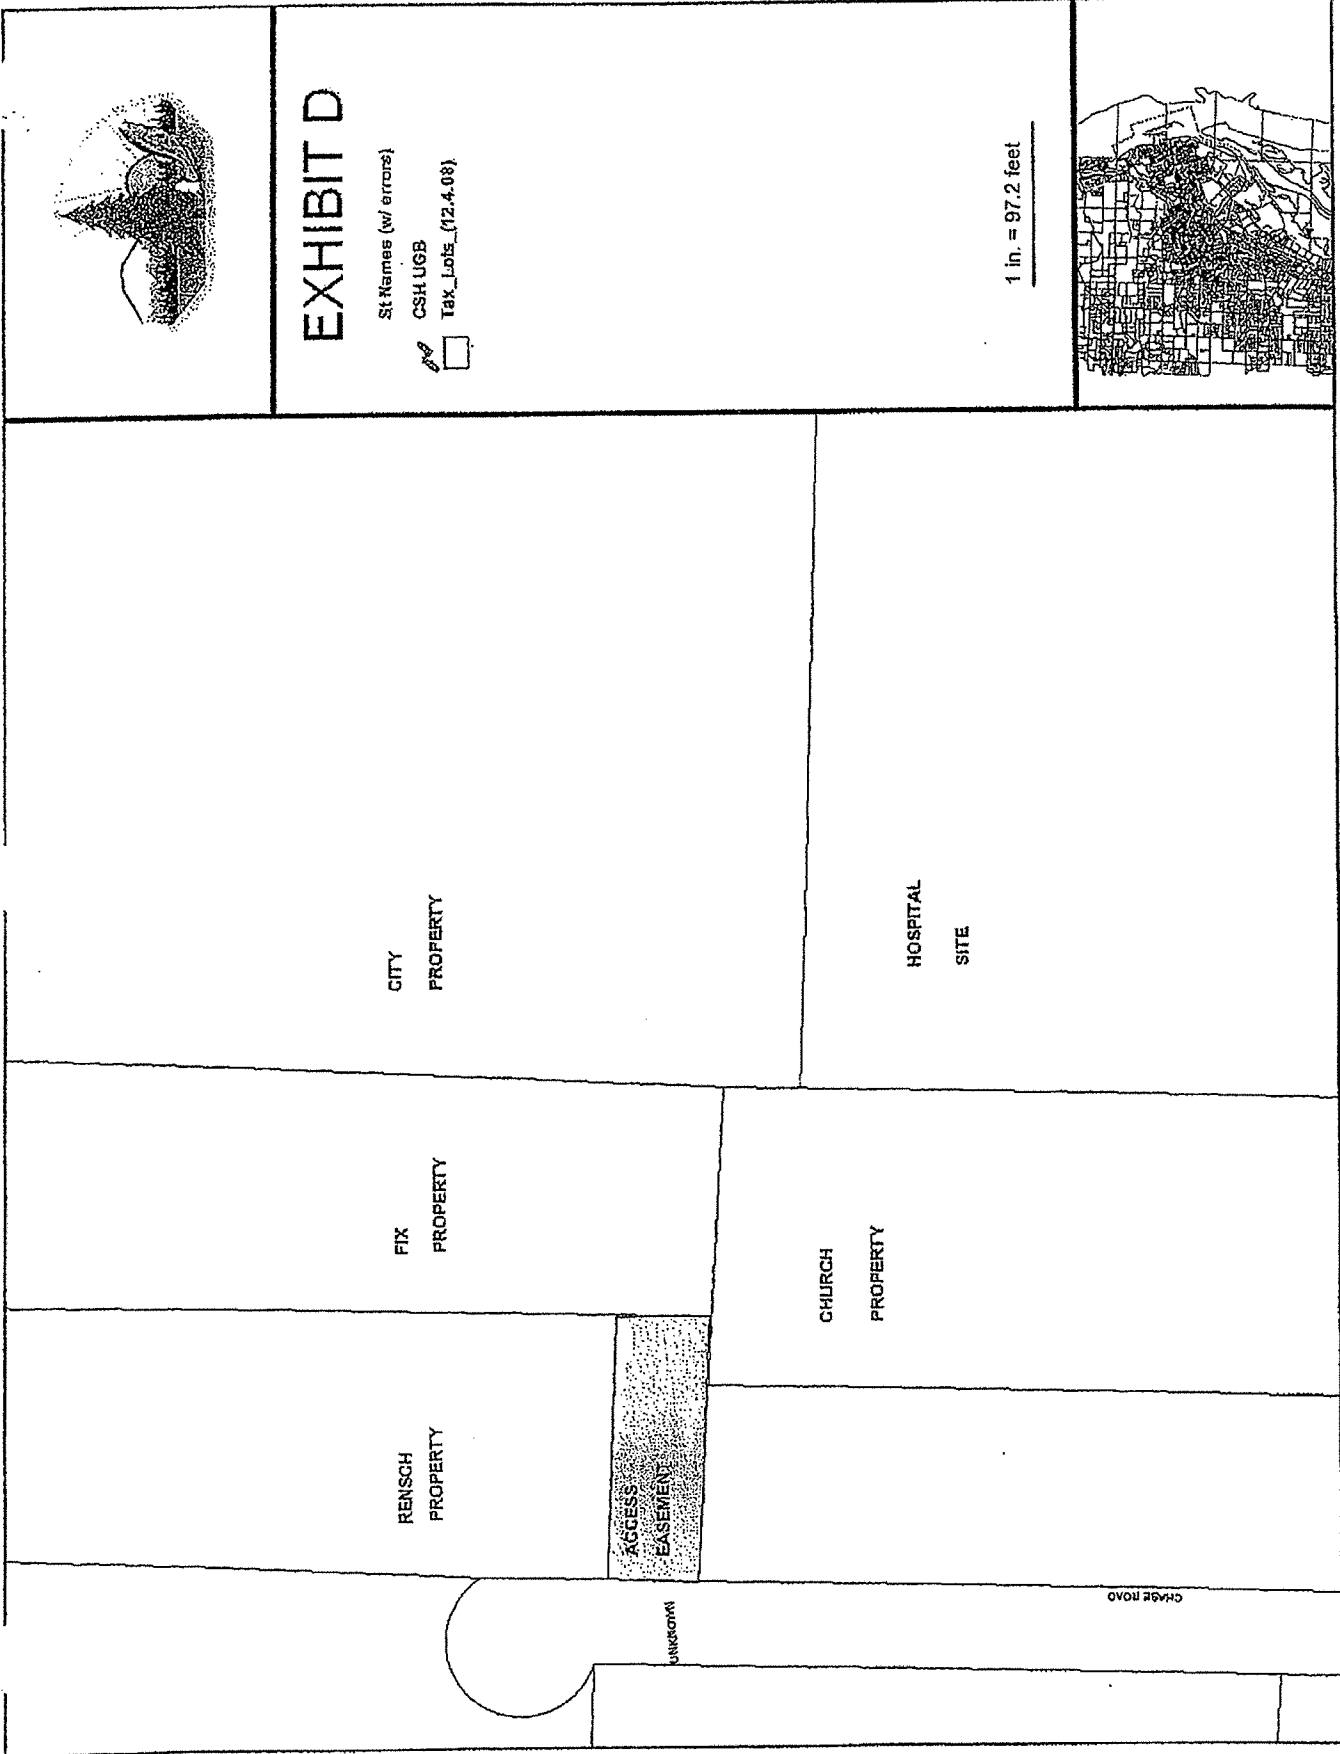 EXHIBIT D
St Names (w/ errors)
CSH UGB
Tax_Lots_(12.4.08)
1 in. = 97.2 feet
CITY
PROPERTY
HOSPITAL
SITE
FIX
PROPERTY
CHURCH
PROPERTY
RENSCH
PROPERTY
ACCESS
EASEMENT
UNKNOWN
CHASE ROAD